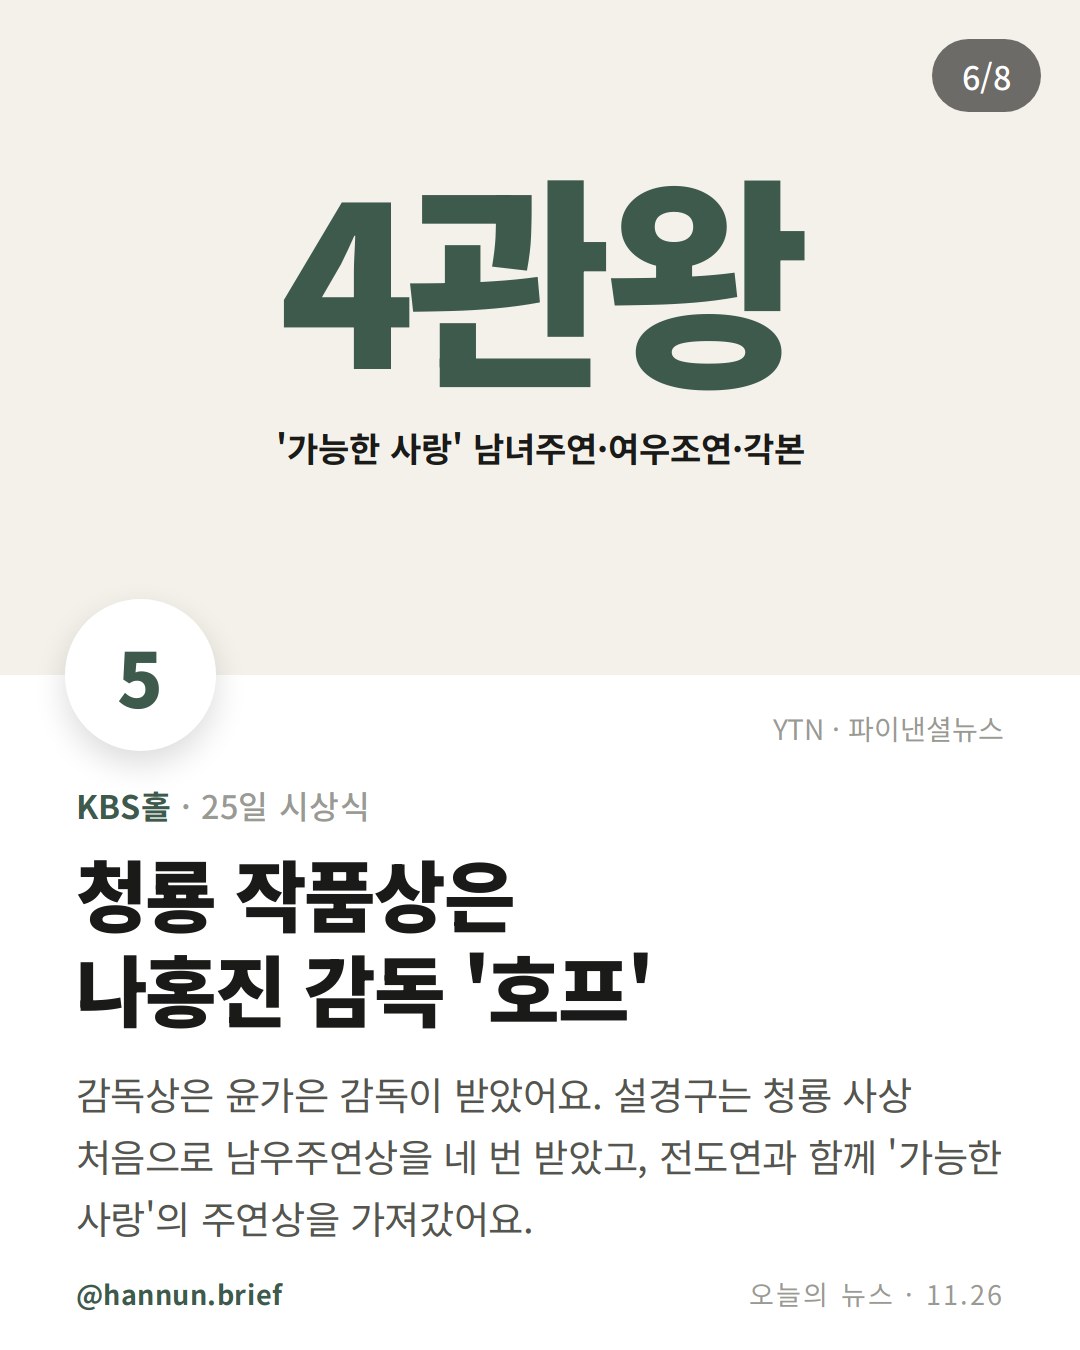 6/8
4관왕
'가능한 사랑' 남녀주연·여우조연·각본
5
YTN · 파이낸셜뉴스
KBS홀 · 25일 시상식
청룡 작품상은
나홍진 감독 '호프'
감독상은 윤가은 감독이 받았어요. 설경구는 청룡 사상
처음으로 남우주연상을 네 번 받았고, 전도연과 함께 '가능한
사랑'의 주연상을 가져갔어요.
@hannun.brief
오늘의 뉴스 · 11.26